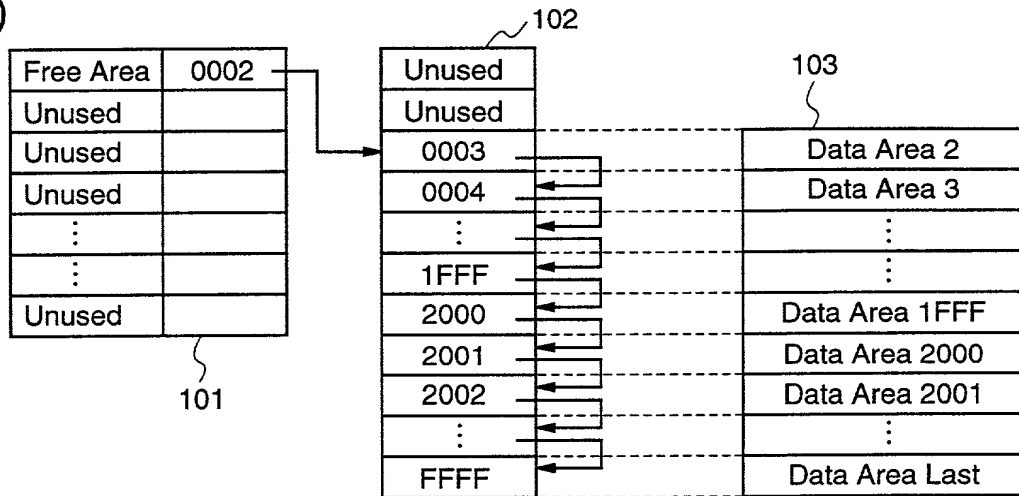 )
102
103
101
Free Area 0002
Unused
Unused
Unused
⋮
⋮
Unused
Unused
Unused
0003
0004
⋮
1FFF
2000
2001
2002
⋮
FFFF
Data Area 2
Data Area 3
⋮
⋮
Data Area 1FFF
Data Area 2000
Data Area 2001
⋮
Data Area Last